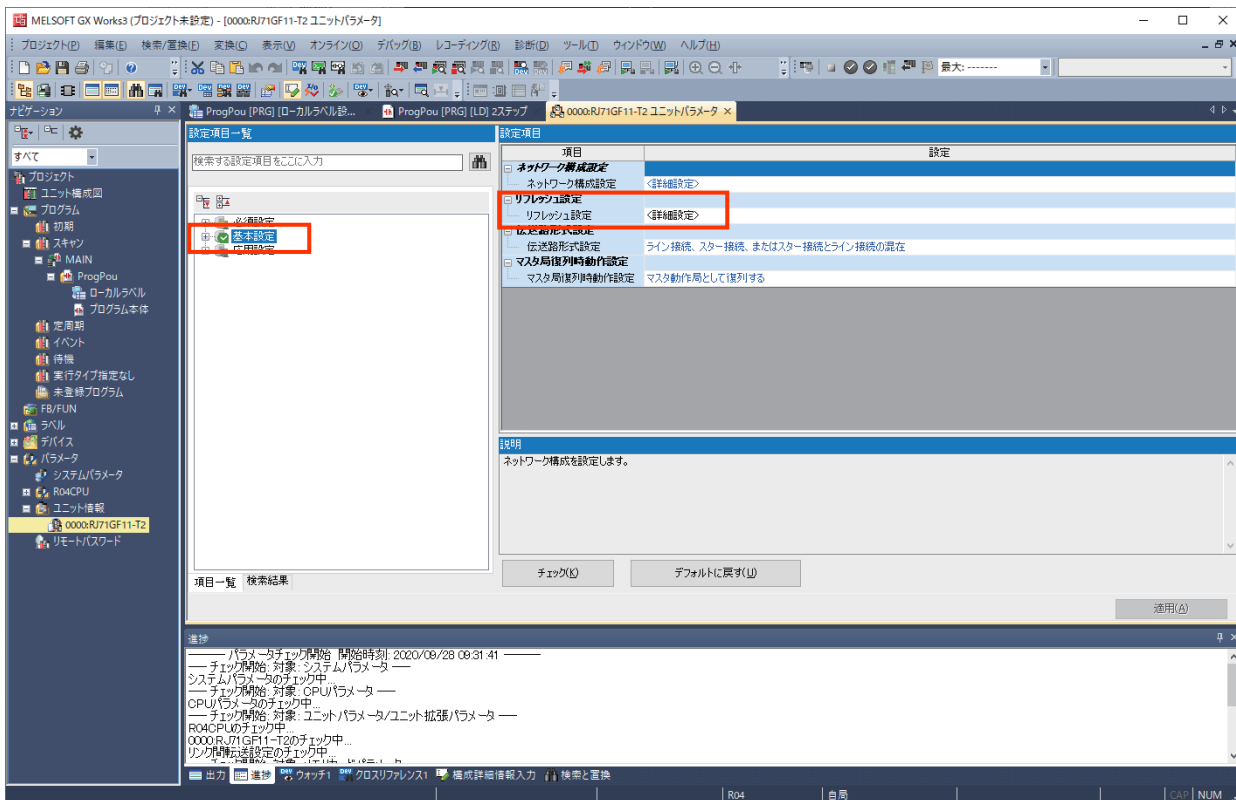 MELSOFT GX Works3 (プロジェクト未設定) - [0000:RJ71GF11-T2 ユニットパラメータ]
プロジェクト(P) 編集(E) 検索/置換(F) 変換(C) 表示(V) オンライン(O) デバッグ(B) レコーディング(R) 診断(D) ツール(T) ウィンドウ(W) ヘルプ(H)
最大: -------
ナビゲーション
ProgPou [PRG] [ローカルラベル設...
ProgPou [PRG] [LD] 2ステップ
0000:RJ71GF11-T2 ユニットパラメータ
すべて
プロジェクト
ユニット構成図
プログラム
初期
スキャン
MAIN
ProgPou
ローカルラベル
プログラム本体
定周期
イベント
待機
実行タイプ指定なし
未登録プログラム
FB/FUN
ラベル
デバイス
パラメータ
システムパラメータ
R04CPU
ユニット情報
0000:RJ71GF11-T2
リモートパスワード
設定項目一覧
検索する設定項目をここに入力
必須設定
基本設定
応用設定
項目一覧 検索結果
設定項目
項目 設定
ネットワーク構成設定
ネットワーク構成設定 <詳細設定>
リフレッシュ設定
リフレッシュ設定 <詳細設定>
伝送路形式設定
伝送路形式設定 ライン接続、スター接続、またはスター接続とライン接続の混在
マスタ局復列時動作設定
マスタ局復列時動作設定 マスタ動作局として復列する
説明
ネットワーク構成を設定します。
チェック(K) デフォルトに戻す(U)
適用(A)
進捗
――― パラメータチェック開始 開始時刻: 2020/09/28 09:31:41 ―――
── チェック開始: 対象: システムパラメータ ──
システムパラメータのチェック中...
── チェック開始: 対象: CPUパラメータ ──
CPUパラメータのチェック中...
── チェック開始: 対象: ユニットパラメータ/ユニット拡張パラメータ ──
R04CPUのチェック中...
0000:RJ71GF11-T2のチェック中...
リンク間転送設定のチェック中...
出力 進捗 ウォッチ1 クロスリファレンス1 構成詳細情報入力 検索と置換
R04 自局 CAP NUM